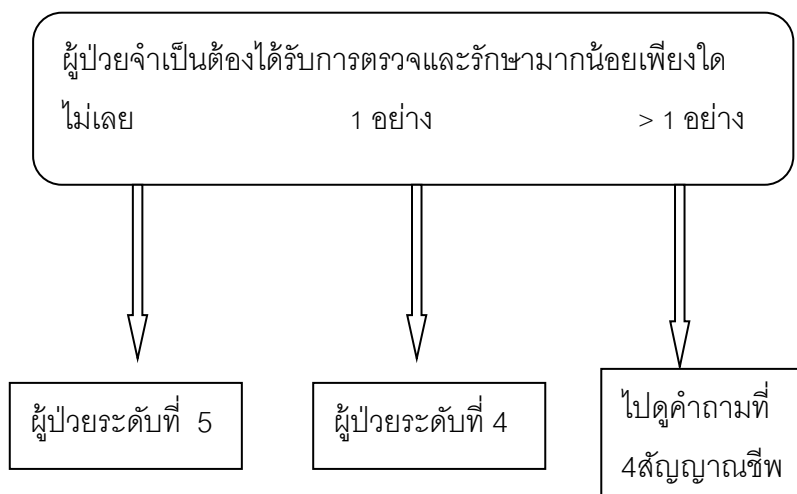 ผู้ป่วยจำเป็นต้องได้รับการตรวจและรักษามากน้อยเพียงใด
ไม่เลย 1 อย่าง > 1 อย่าง
ผู้ป่วยระดับที่ 5
ผู้ป่วยระดับที่ 4
ไปดูคำถามที่
4สัญญาณชีพ